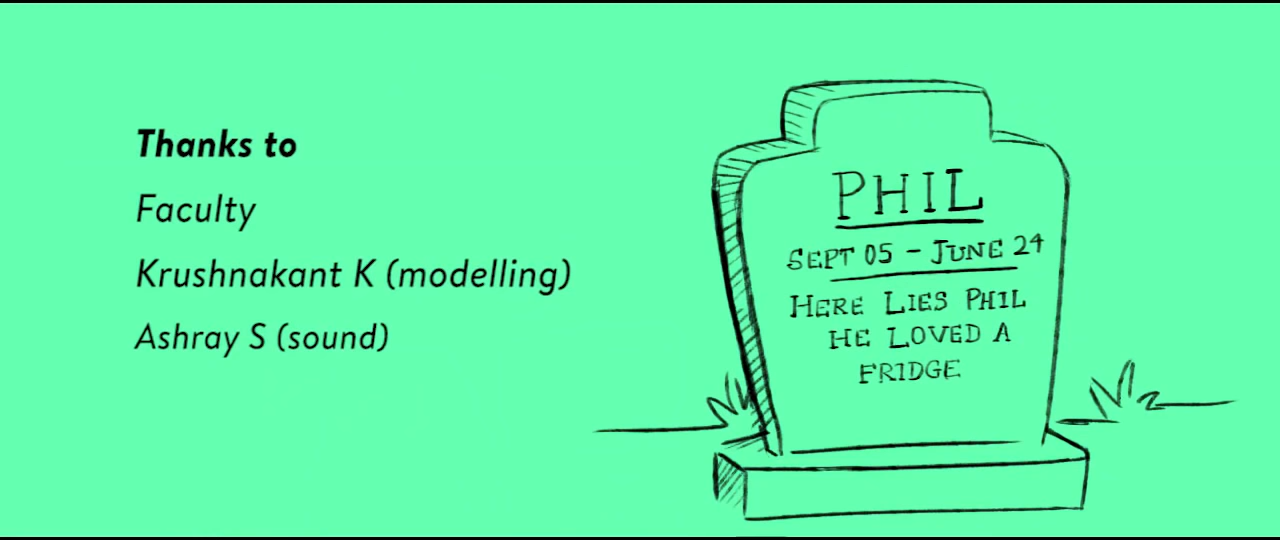 Thanks to
Faculty
Krushnakant K (modelling)
Ashray S (sound)
PHIL
SEPT 05 - JUNE 24
HERE LIES PHIL
HE LOVED A
FRIDGE